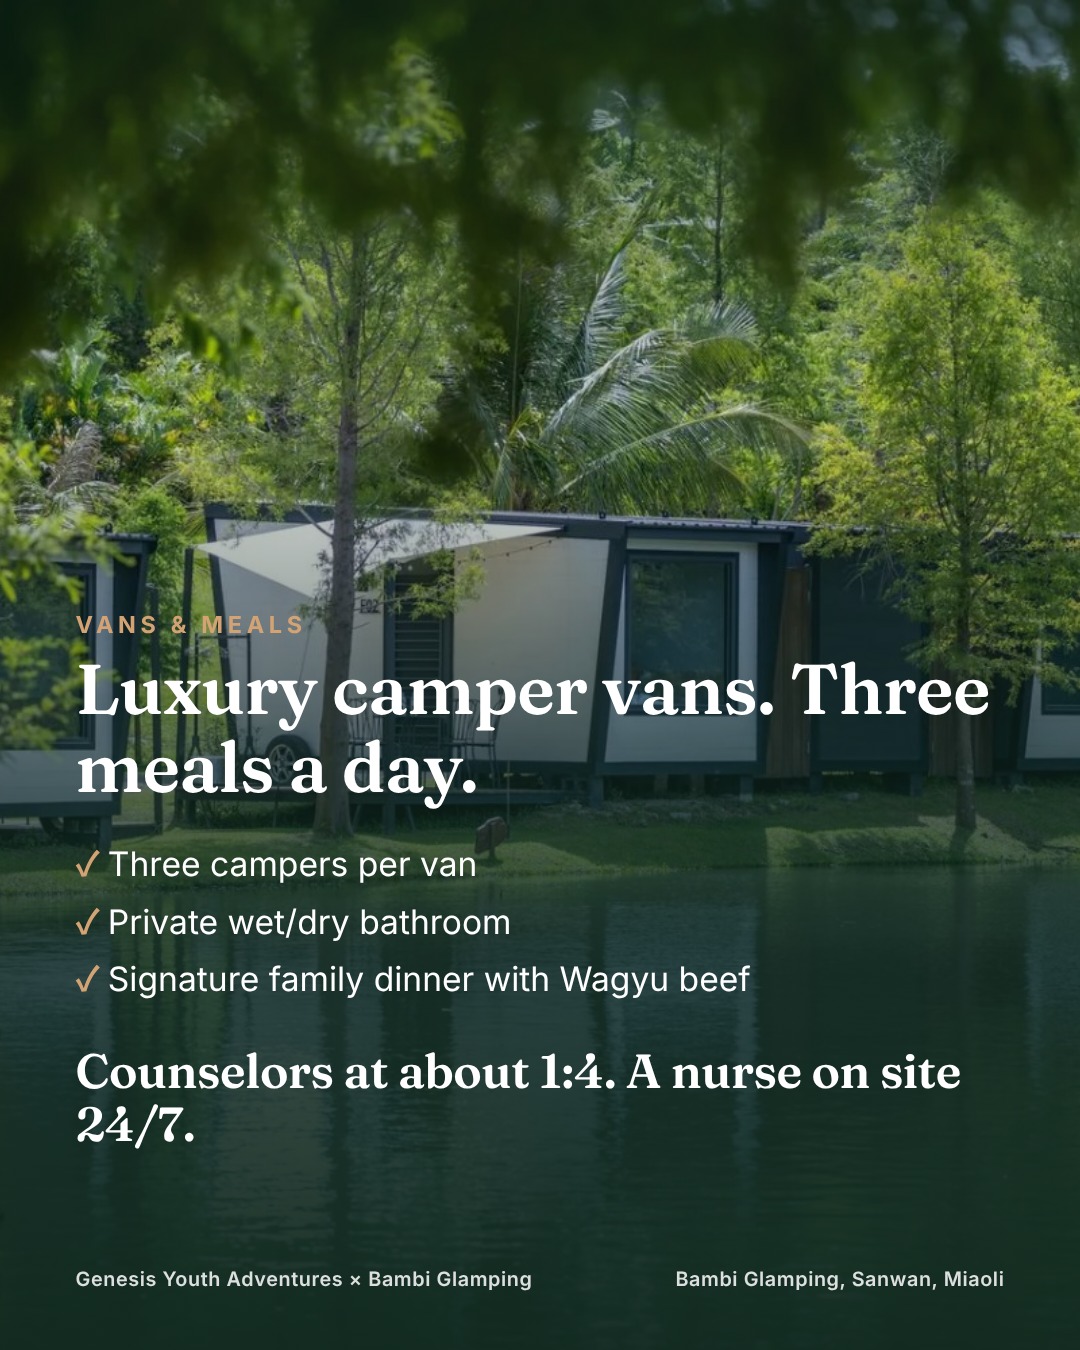 VANS & MEALS
Luxury camper vans. Three
meals a day.
✓ Three campers per van
✓ Private wet/dry bathroom
✓ Signature family dinner with Wagyu beef
Counselors at about 1:4. A nurse on site
24/7.
Genesis Youth Adventures × Bambi Glamping
Bambi Glamping, Sanwan, Miaoli